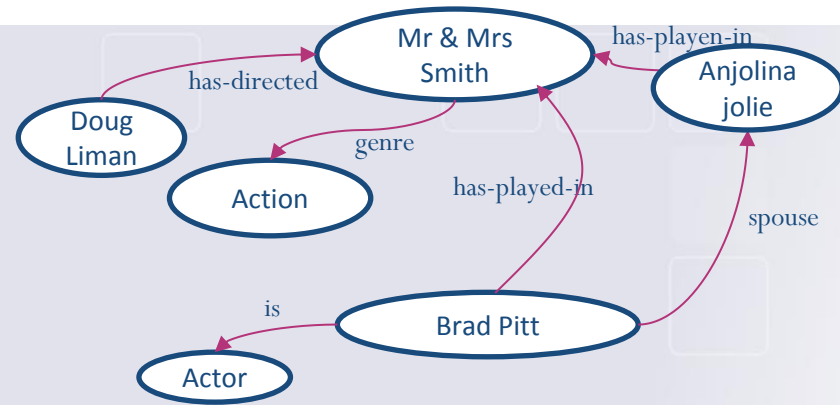 Mr & Mrs
Smith
has-playen-in
Anjolina
jolie
has-directed
Doug
Liman
genre
Action
has-played-in
spouse
is
Brad Pitt
Actor